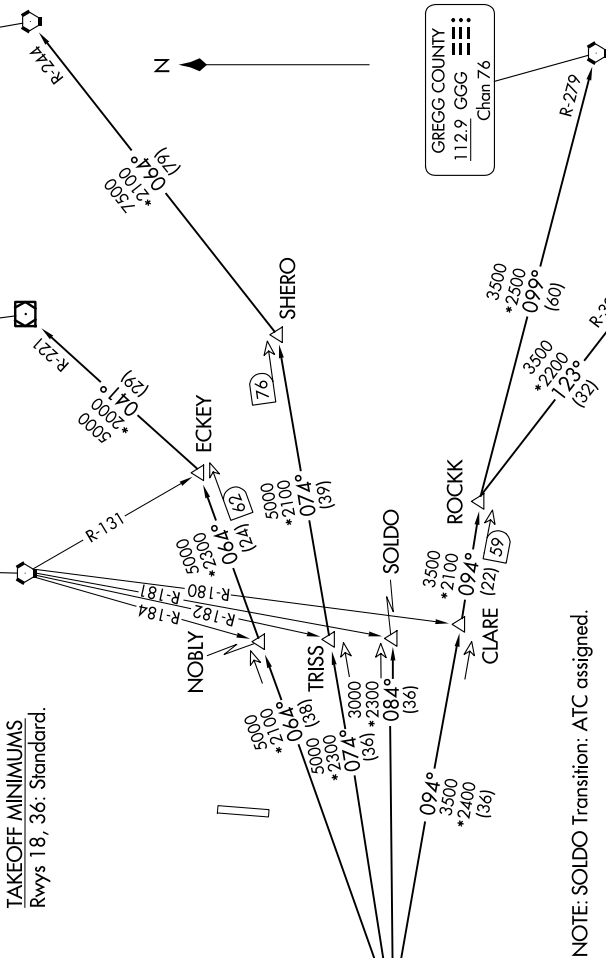 TAKEOFF MINIMUMS
Rwys 18, 36: Standard.
R-244
7500
*2100
064°
(79)
N
GREGG COUNTY
112.9 GGG
Chan 76
R-279
R-221
5000
*2000
041°
(29)
SHERO
76
3500
*2500
099°
(60)
3500
*2200
123°
(32)
ECKEY
R-131
62
5000
*2300
064°
(24)
5000
*2100
074°
(39)
ROCKK
59
3500
*2100
094°
(22)
R-184
R-181
R-182
R-180
NOBLY
TRISS
SOLDO
CLARE
5000
*2100
064°
(38)
5000
*2300
074°
(36)
3000
*2300
084°
(36)
094°
3500
*2400
(36)
NOTE: SOLDO Transition: ATC assigned.